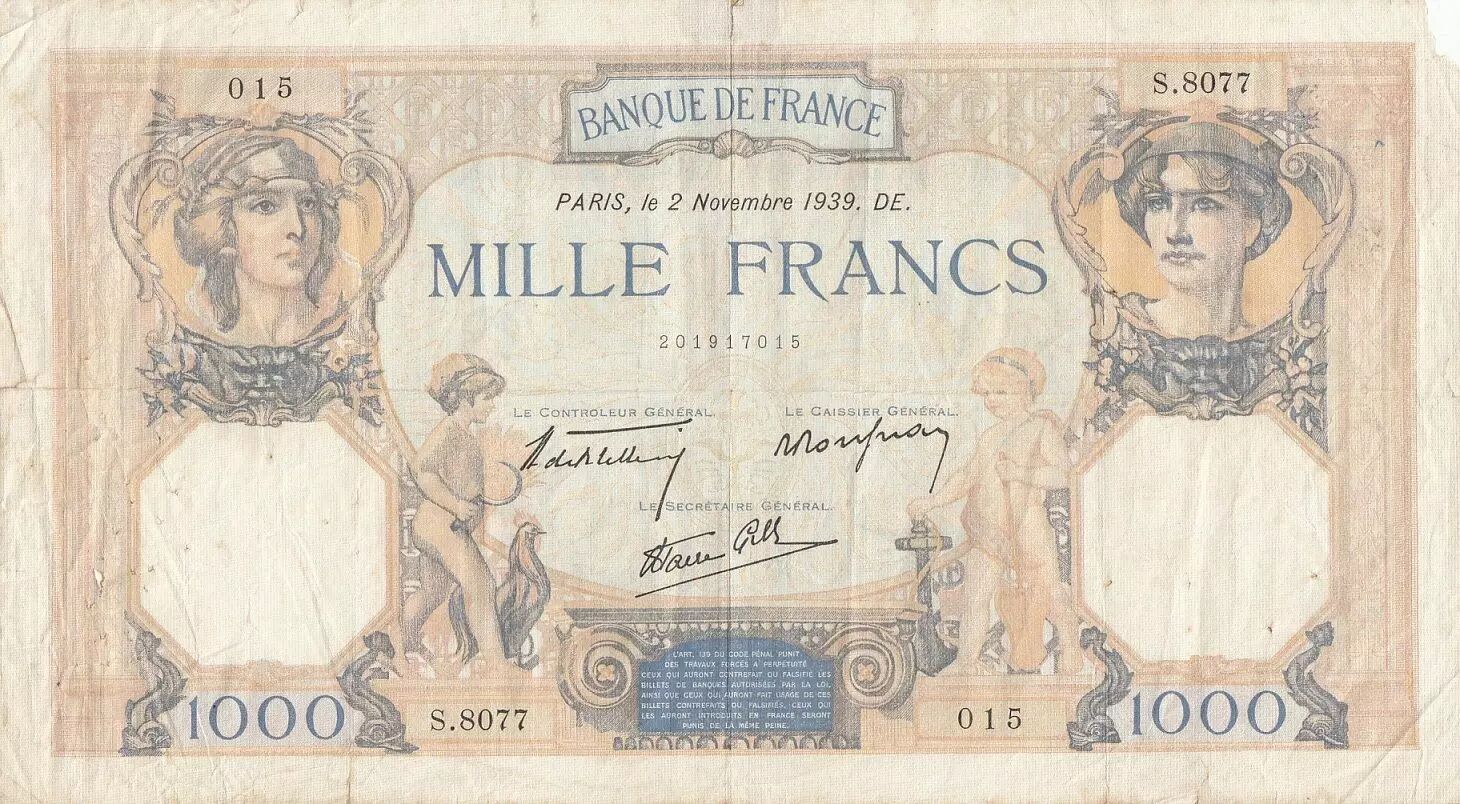 015
S.8077
BANQUE DE FRANCE
PARIS, le 2 Novembre 1939. DE.
MILLE FRANCS
201917015
LE CONTROLEUR GÉNÉRAL.
LE CAISSIER GÉNÉRAL.
LE SECRÉTAIRE GÉNÉRAL.
L'ART. 139 DU CODE PÉNAL PUNIT
DES TRAVAUX FORCÉS A PERPÉTUITÉ
CEUX QUI AURONT CONTREFAIT OU FALSIFIÉ LES
BILLETS DE BANQUES AUTORISÉES PAR LA LOI,
AINSI QUE CEUX QUI AURONT FAIT USAGE DE CES
BILLETS CONTREFAITS OU FALSIFIÉS. CEUX QUI
LES AURONT INTRODUITS EN FRANCE SERONT
PUNIS DE LA MÊME PEINE.
1000
S.8077
015
1000